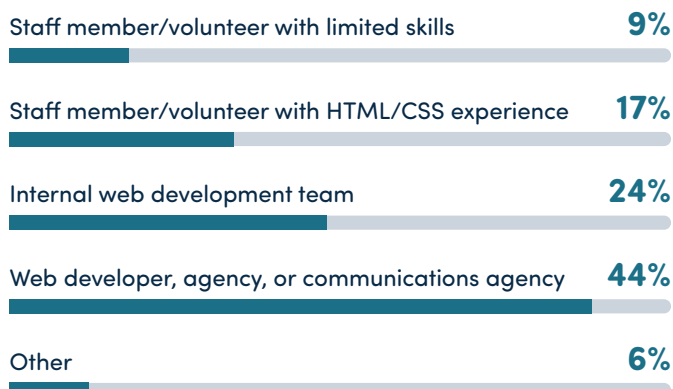 Staff member/volunteer with limited skills 9%
Staff member/volunteer with HTML/CSS experience 17%
Internal web development team 24%
Web developer, agency, or communications agency 44%
Other 6%